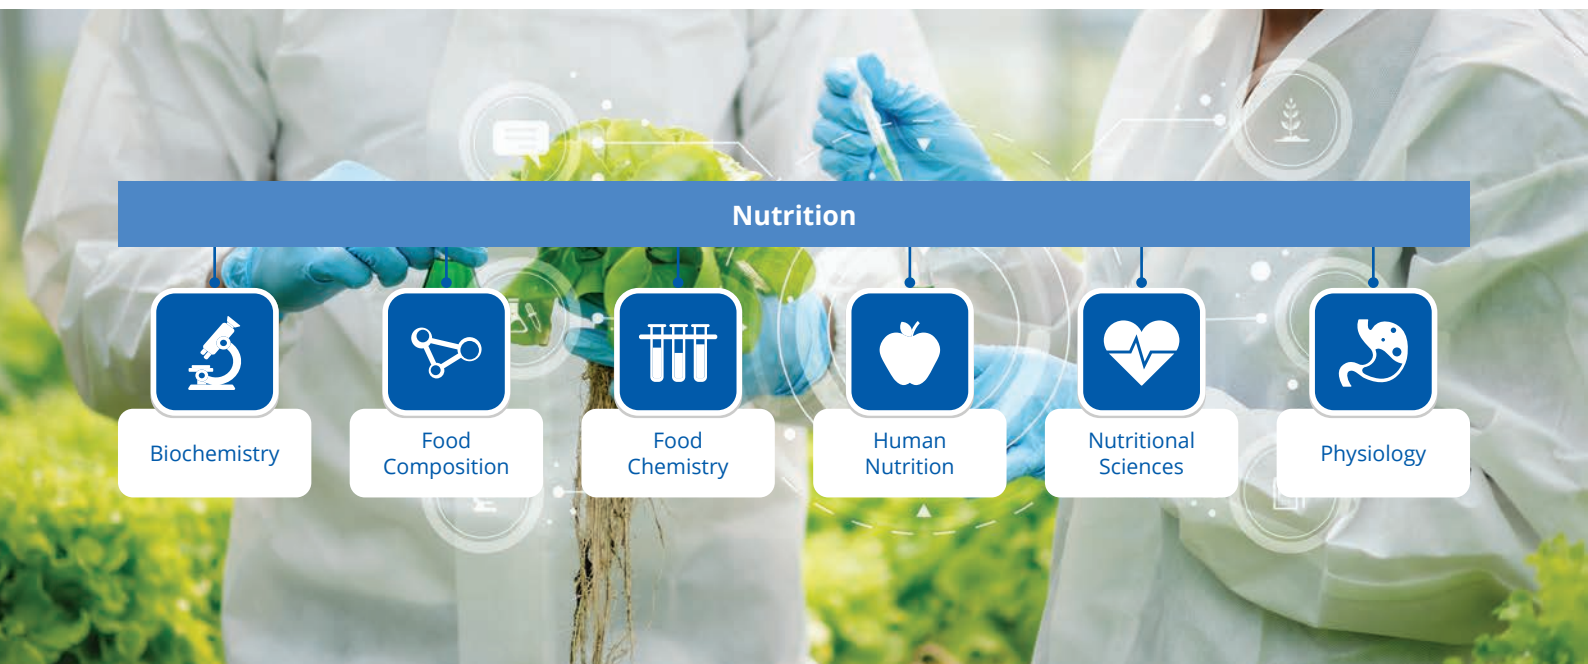 Nutrition
Biochemistry
Food
Composition
Food
Chemistry
Human
Nutrition
Nutritional
Sciences
Physiology